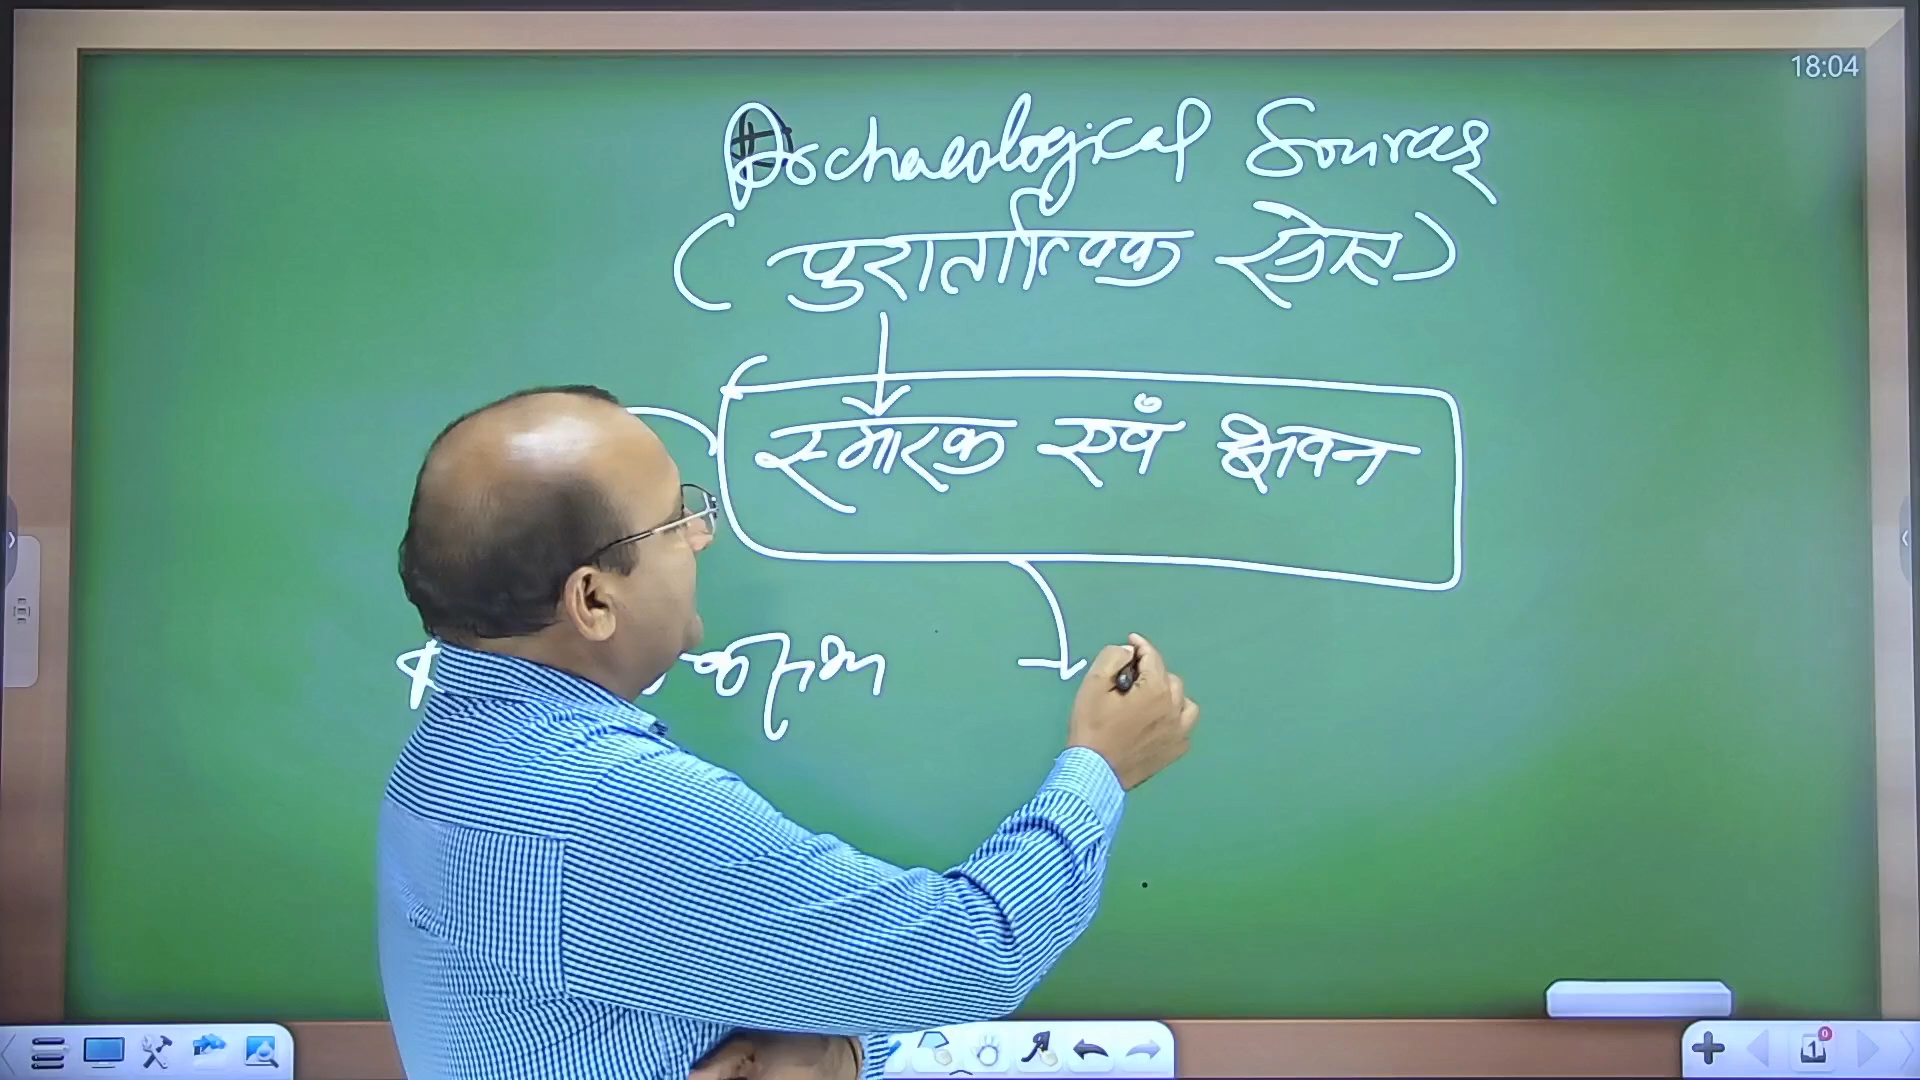 18:04
Archaeological Sources
(पुरातात्विक स्त्रोत)
स्मारक एवं भवन